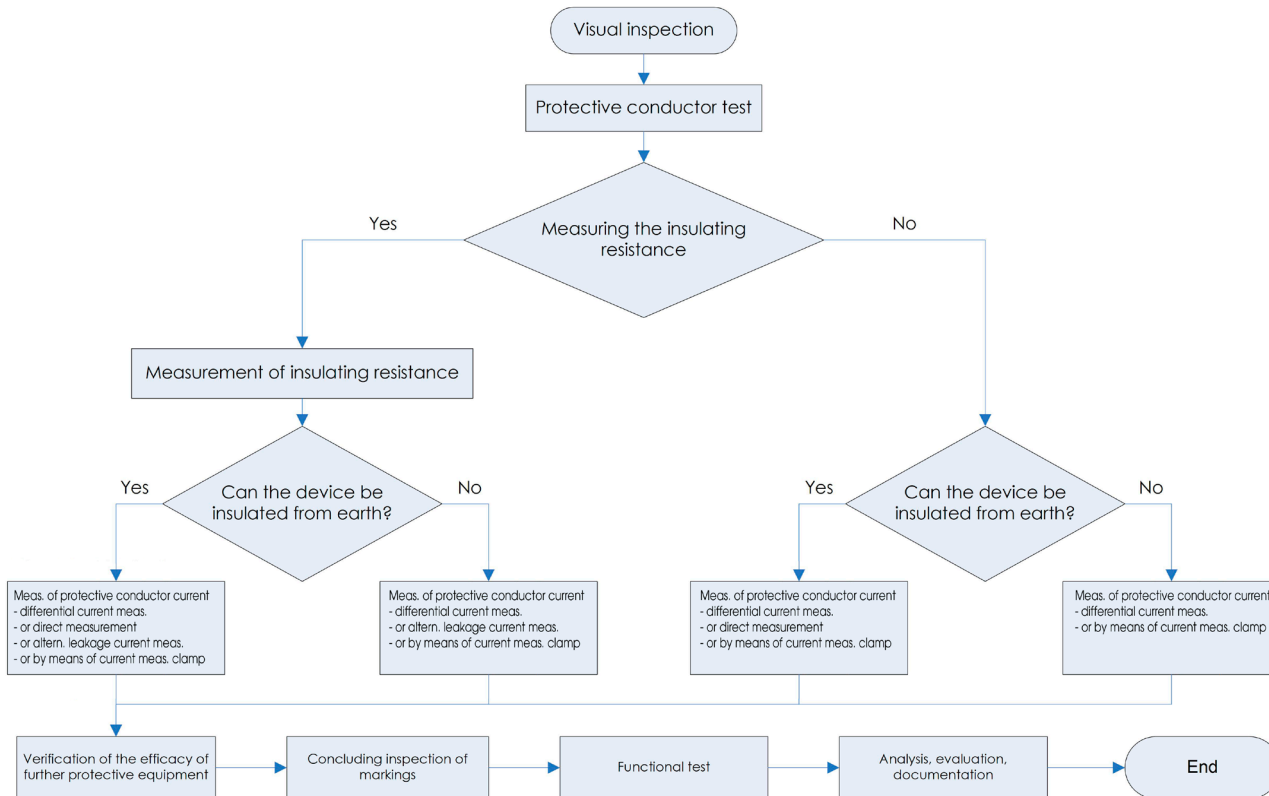 Visual inspection
Protective conductor test
Measuring the insulating
resistance
Yes
No
Measurement of insulating resistance
Can the device be
insulated from earth?
Yes
No
Can the device be
insulated from earth?
Yes
No
Meas. of protective conductor current
- differential current meas.
- or direct measurement
- or altern. leakage current meas.
- or by means of current meas. clamp
Meas. of protective conductor current
- differential current meas.
- or altern. leakage current meas.
- or by means of current meas. clamp
Meas. of protective conductor current
- differential current meas.
- or direct measurement
- or by means of current meas. clamp
Meas. of protective conductor current
- differential current meas.
- or by means of current meas. clamp
Verification of the efficacy of
further protective equipment
Concluding inspection of
markings
Functional test
Analysis, evaluation,
documentation
End